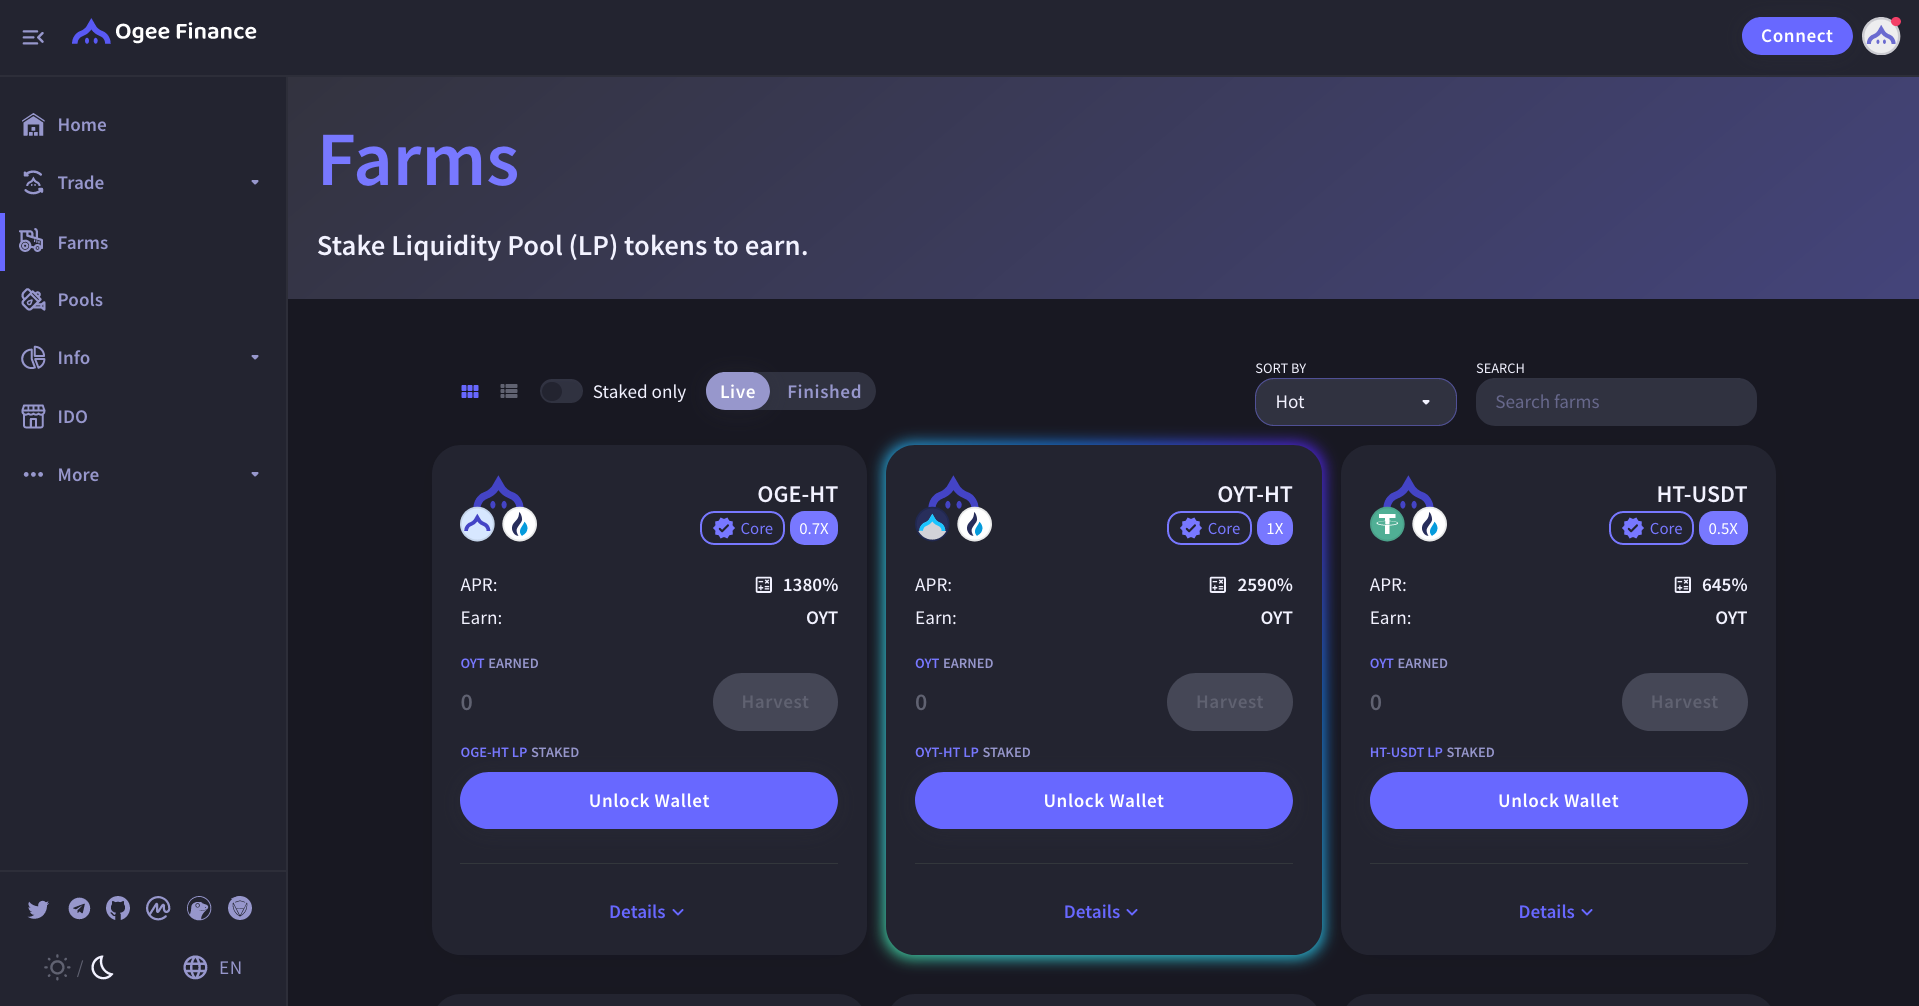 Ogee Finance
Connect
Home
Trade
Farms
Pools
Info
IDO
More
EN
Farms
Stake Liquidity Pool (LP) tokens to earn.
Staked only
Live
Finished
SORT BY
Hot
SEARCH
Search farms
OGE-HT
Core
0.7X
APR:
1380%
Earn:
OYT
OYT EARNED
0
Harvest
OGE-HT LP STAKED
Unlock Wallet
Details
OYT-HT
Core
1X
APR:
2590%
Earn:
OYT
OYT EARNED
0
Harvest
OYT-HT LP STAKED
Unlock Wallet
Details
HT-USDT
Core
0.5X
APR:
645%
Earn:
OYT
OYT EARNED
0
Harvest
HT-USDT LP STAKED
Unlock Wallet
Details